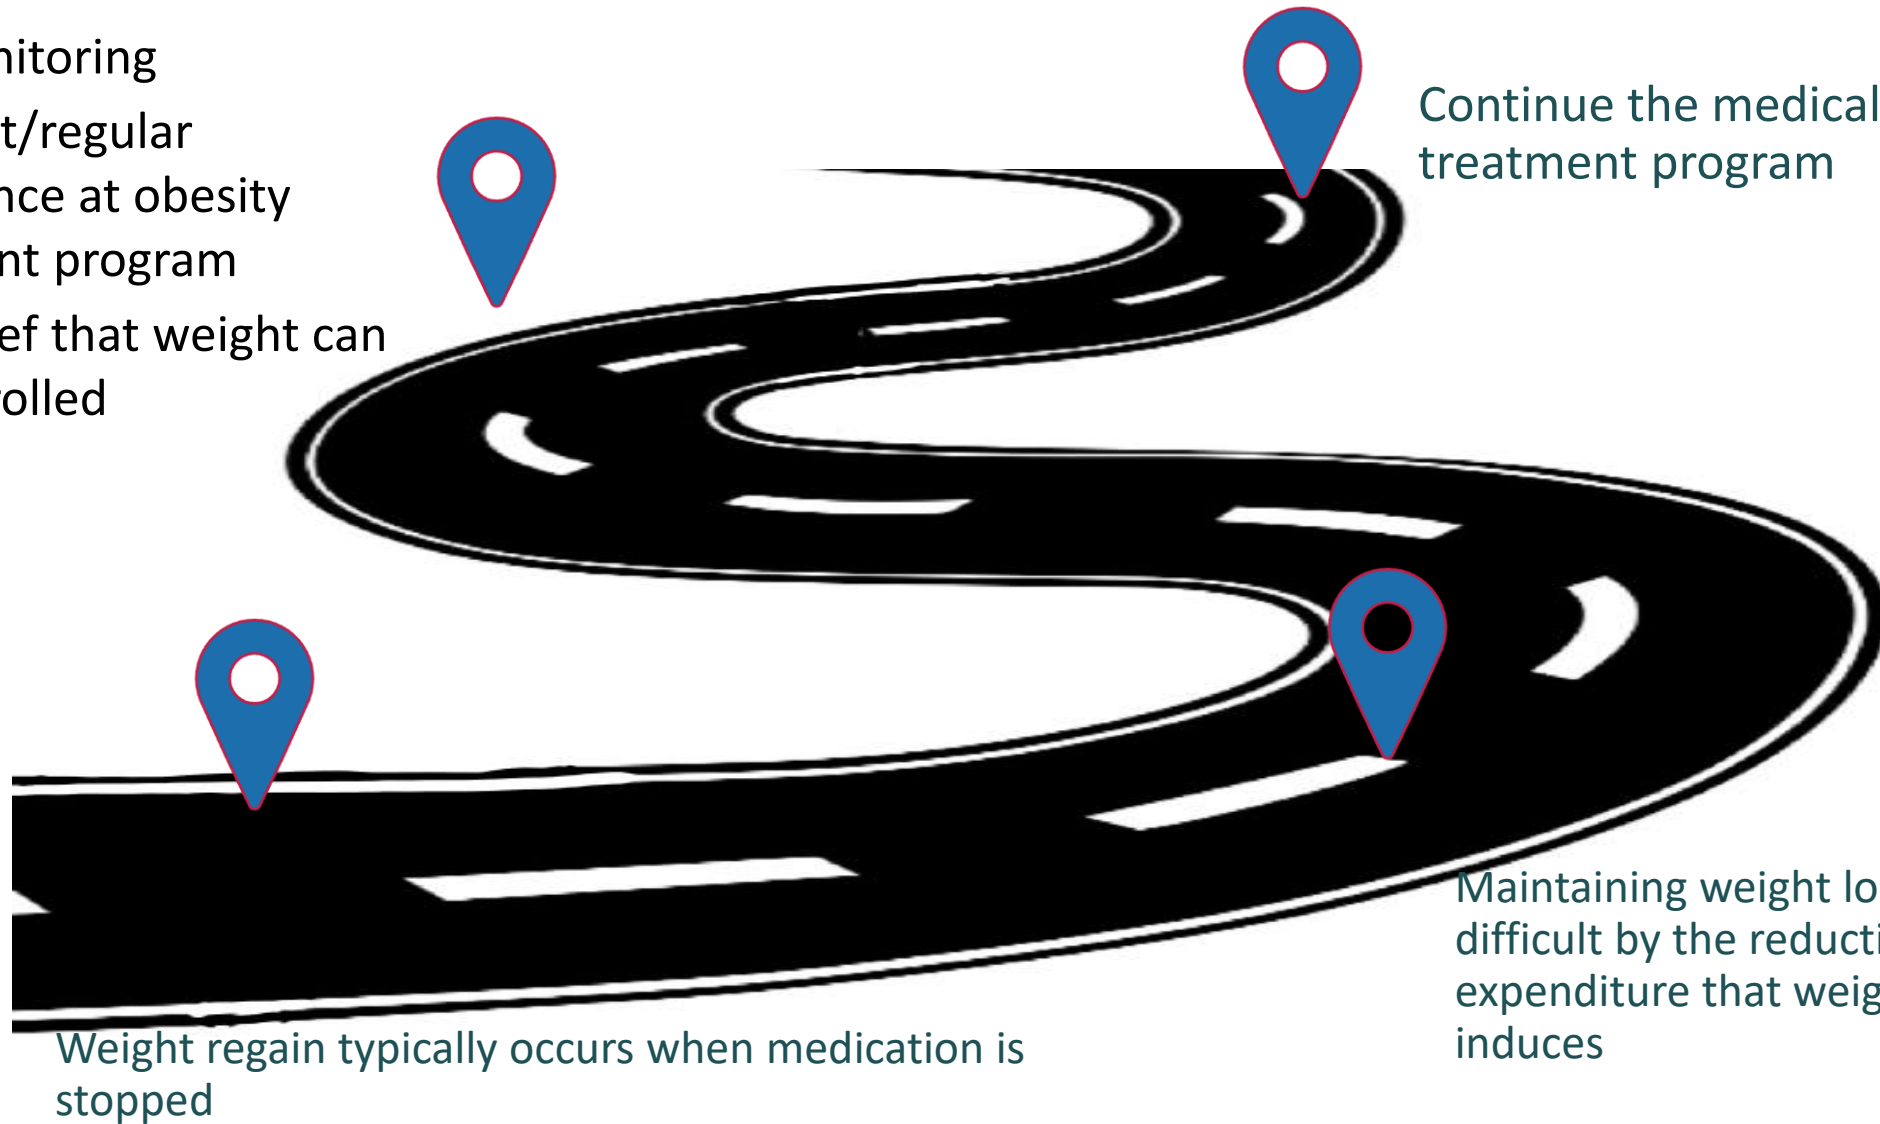 nitoring
t/regular
nce at obesity
nt program
ef that weight can
rolled
Continue the medical
treatment program
Maintaining weight lo
difficult by the reducti
expenditure that weig
induces
Weight regain typically occurs when medication is
stopped